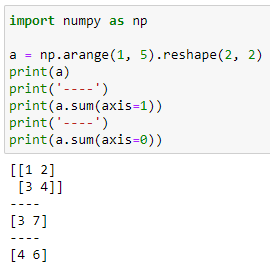 import numpy as np
a = np.arange(1, 5).reshape(2, 2)
print(a)
print('----')
print(a.sum(axis=1))
print('----')
print(a.sum(axis=0))
[[1 2]
 [3 4]]
----
[3 7]
----
[4 6]